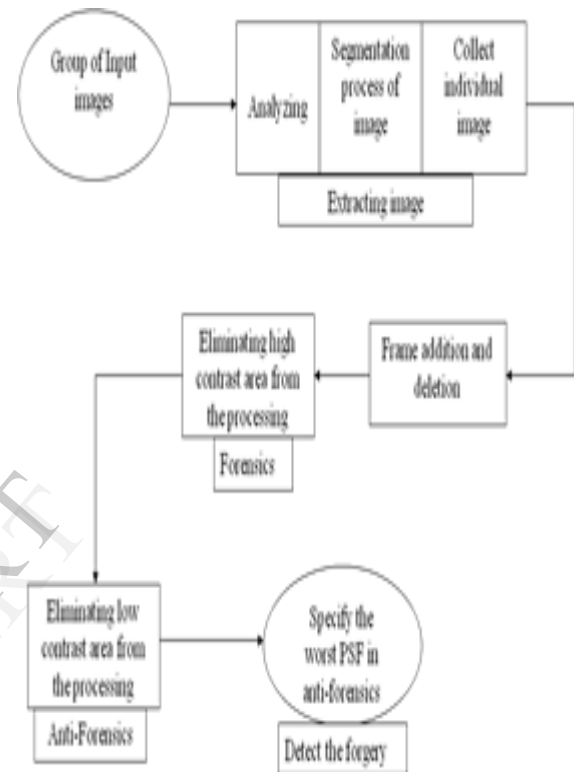 Group of Input
images
Analyzing
Segmentation
process of
image
Collect
individual
image
Extracting image
Frame addition and
deletion
Eliminating high
contrast area from
the processing
Forensics
Eliminating low
contrast area from
the processing
Anti-Forensics
Specify the
worst PSF in
anti-forensics
Detect the forgery